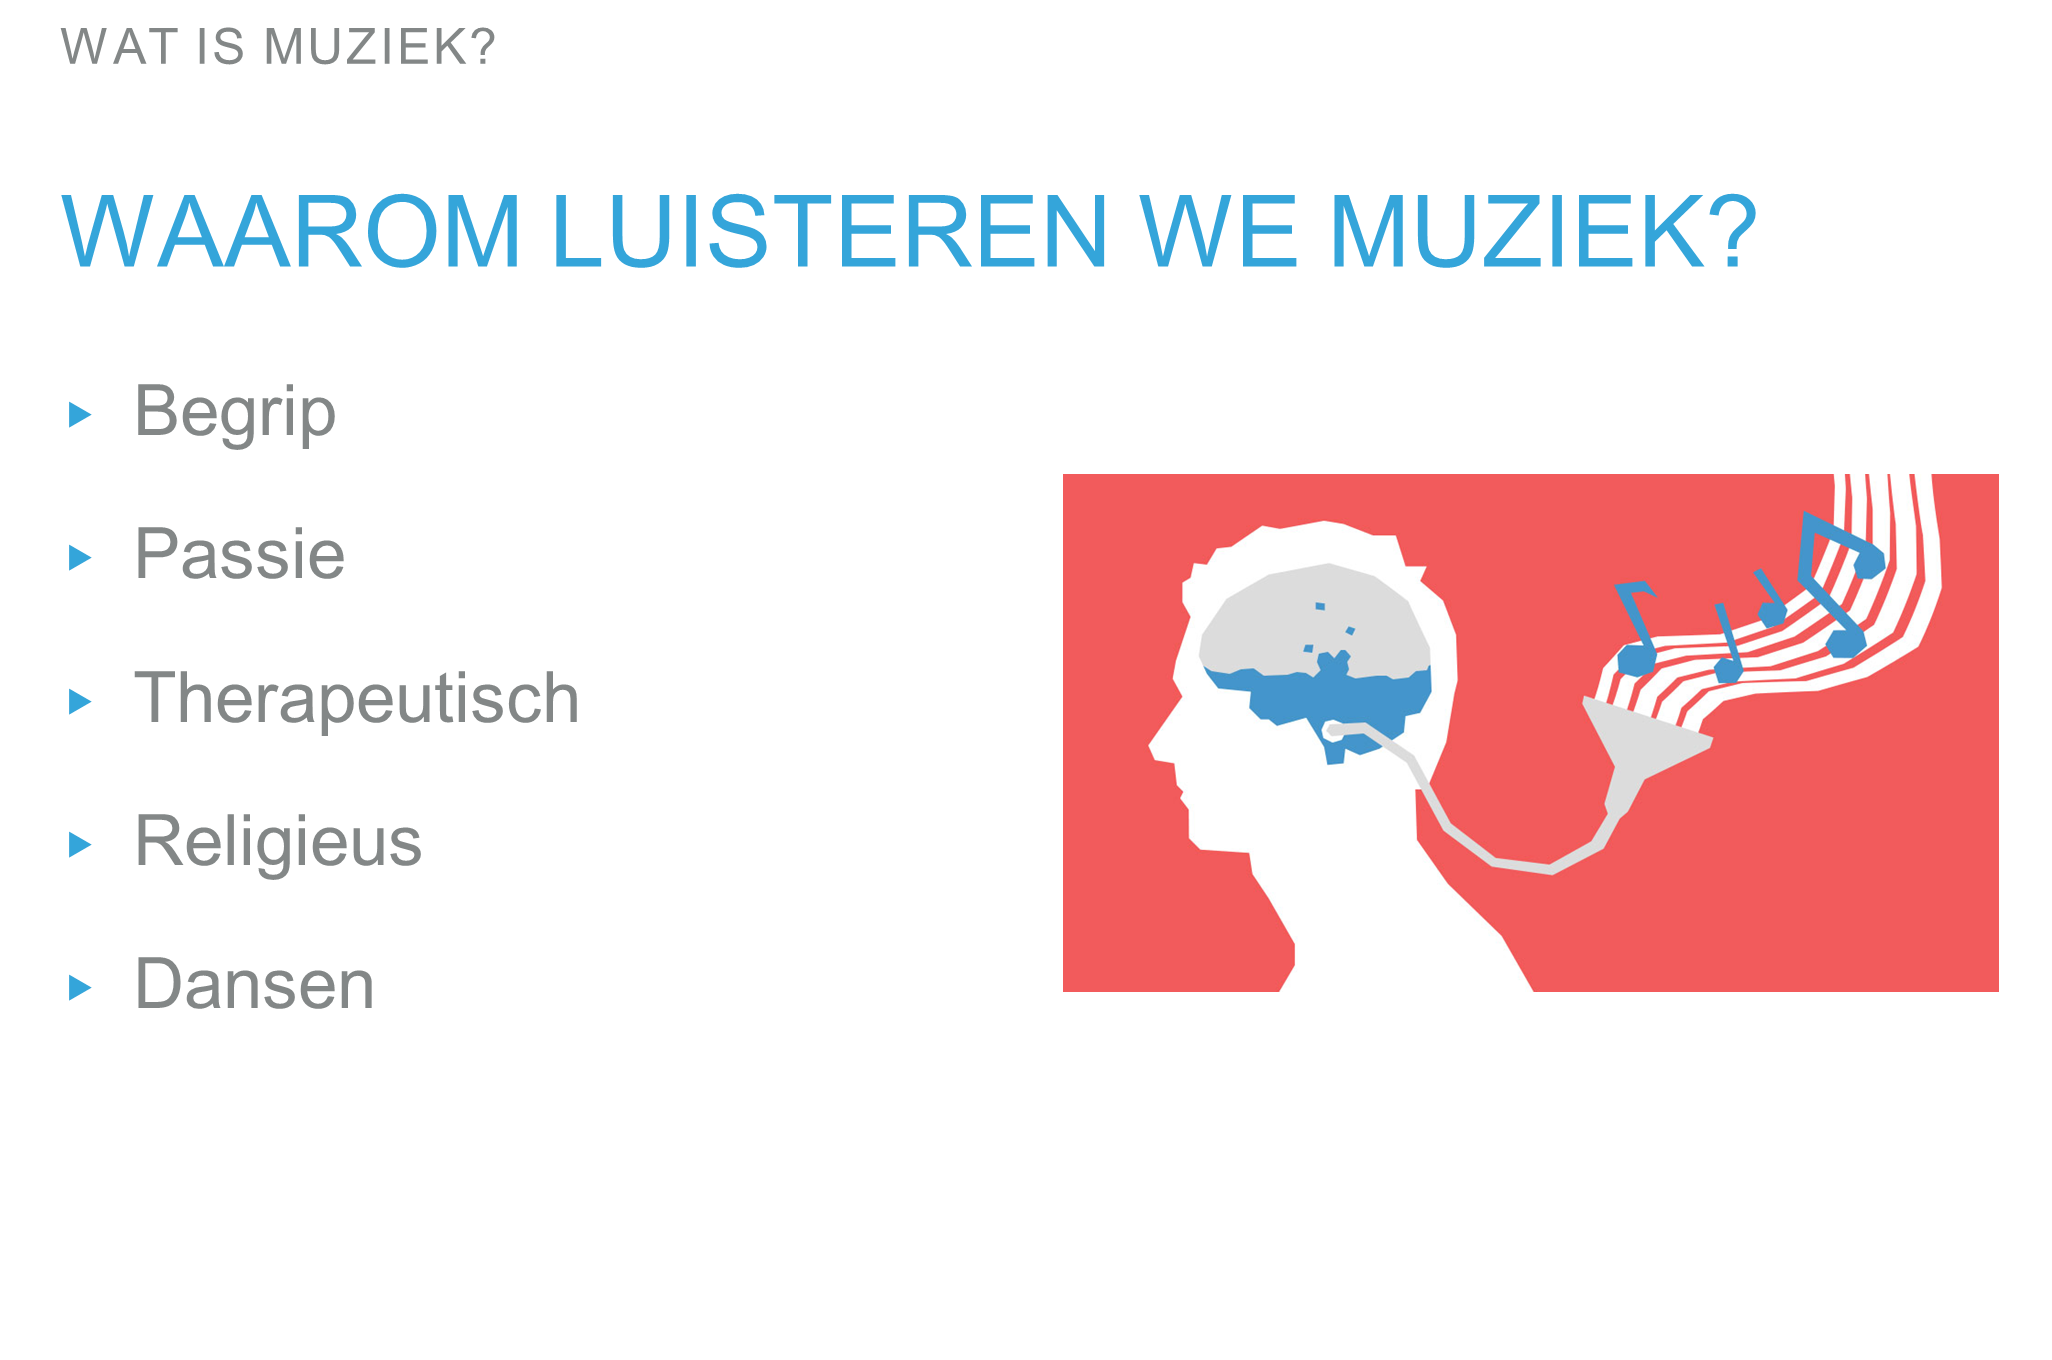 WAT IS MUZIEK?
WAAROM LUISTEREN WE MUZIEK?
Begrip
Passie
Therapeutisch
Religieus
Dansen